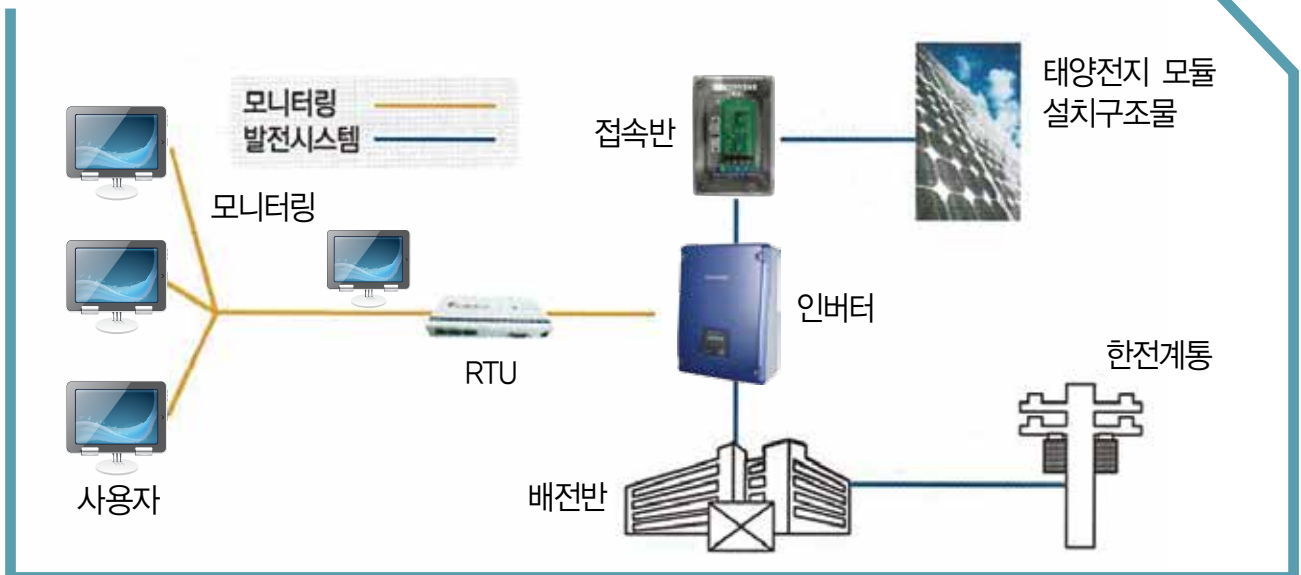 모니터링
발전시스템
접속반
태양전지 모듈
설치구조물
모니터링
인버터
RTU
한전계통
배전반
사용자